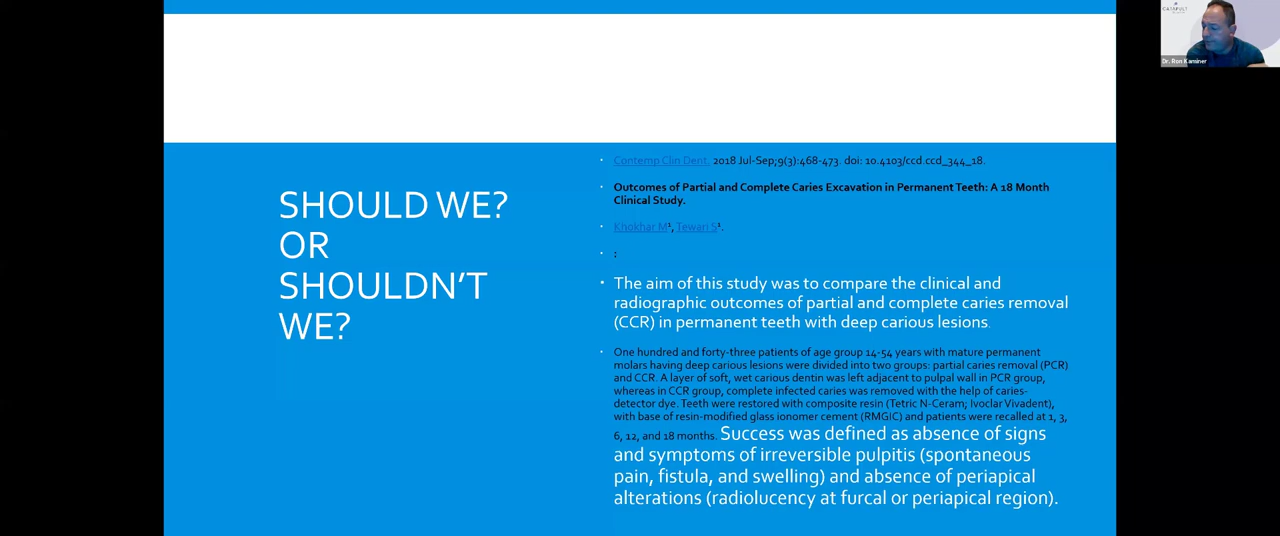 CATAPULT
Dr. Ron Kaminer
SHOULD WE?
OR
SHOULDN'T
WE?
• Contemp Clin Dent. 2018 Jul-Sep;9(3):468-473. doi: 10.4103/ccd.ccd_344_18.
• Outcomes of Partial and Complete Caries Excavation in Permanent Teeth: A 18 Month
Clinical Study.
• Khokhar M¹, Tewari S¹.
• :
• The aim of this study was to compare the clinical and
radiographic outcomes of partial and complete caries removal
(CCR) in permanent teeth with deep carious lesions.
• One hundred and forty-three patients of age group 14-54 years with mature permanent
molars having deep carious lesions were divided into two groups: partial caries removal (PCR)
and CCR. A layer of soft, wet carious dentin was left adjacent to pulpal wall in PCR group,
whereas in CCR group, complete infected caries was removed with the help of caries-
detector dye. Teeth were restored with composite resin (Tetric N-Ceram; Ivoclar Vivadent),
with base of resin-modified glass ionomer cement (RMGIC) and patients were recalled at 1, 3,
6, 12, and 18 months. Success was defined as absence of signs
and symptoms of irreversible pulpitis (spontaneous
pain, fistula, and swelling) and absence of periapical
alterations (radiolucency at furcal or periapical region).